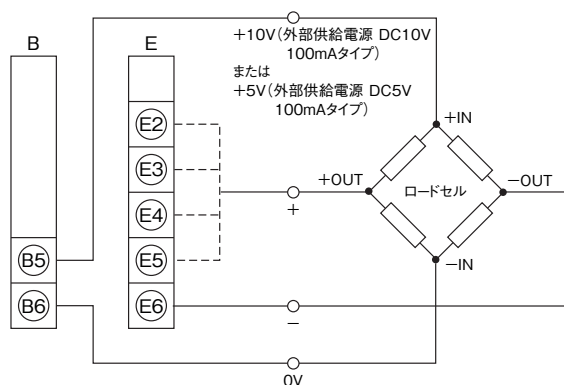 B
E
+10V(外部供給電源 DC10V
100mAタイプ)
または
+5V(外部供給電源 DC5V
100mAタイプ)
E2
+IN
E3
+OUT
ロードセル
−OUT
+
E4
B5
E5
−IN
B6
E6
−
0V